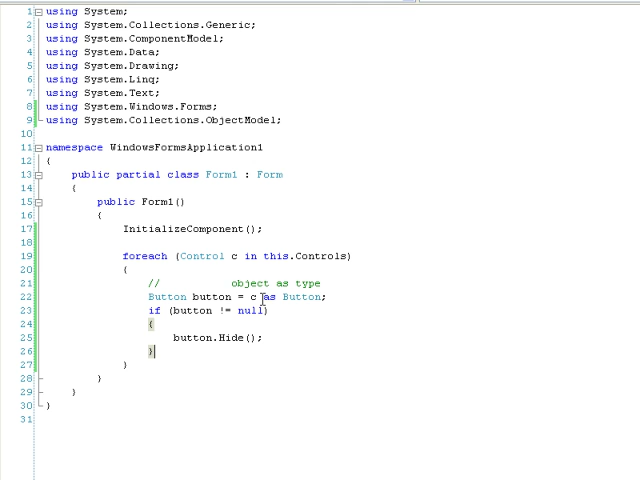 1 using System;
2 using System.Collections.Generic;
3 using System.ComponentModel;
4 using System.Data;
5 using System.Drawing;
6 using System.Linq;
7 using System.Text;
8 using System.Windows.Forms;
9 using System.Collections.ObjectModel;
10
11 namespace WindowsFormsApplication1
12 {
13 public partial class Form1 : Form
14 {
15 public Form1()
16 {
17 InitializeComponent();
18
19 foreach (Control c in this.Controls)
20 {
21 // object as type
22 Button button = c as Button;
23 if (button != null)
24 {
25 button.Hide();
26 }
27 }
28 }
29 }
30 }
31